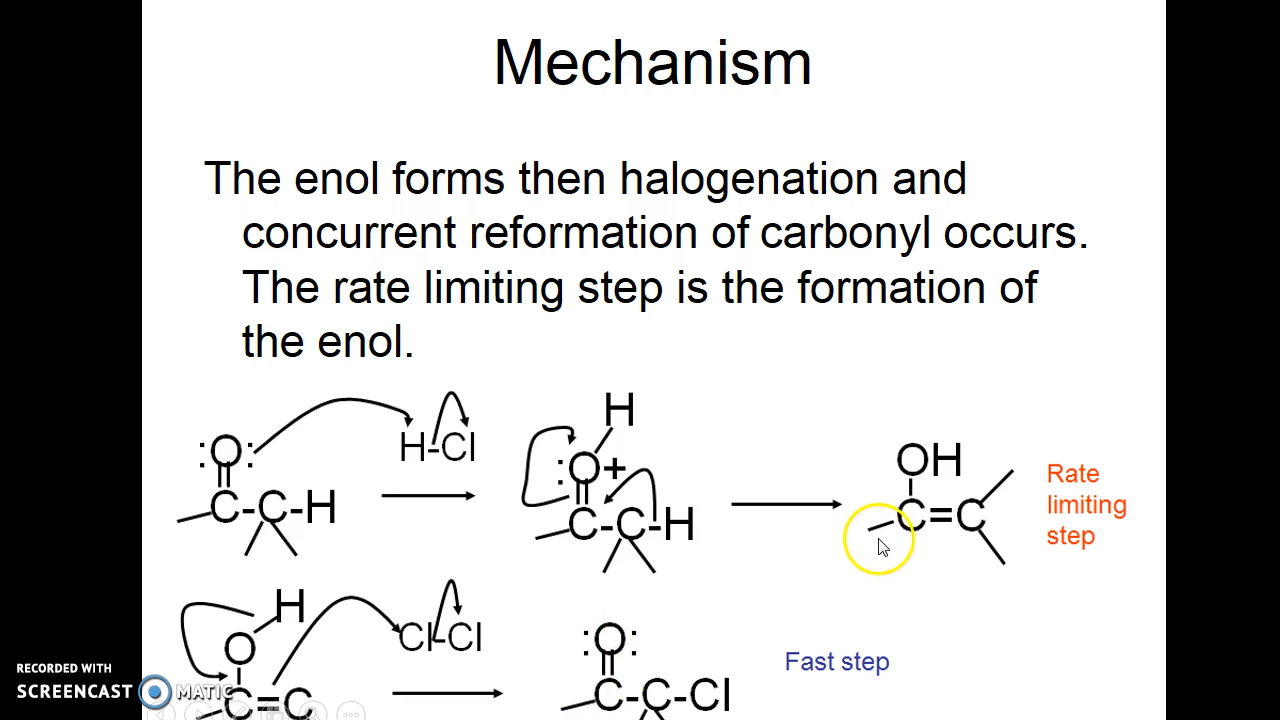 Mechanism
The enol forms then halogenation and
concurrent reformation of carbonyl occurs.
The rate limiting step is the formation of
the enol.
:O: H-Cl
C-C-H
H
:O+
C-C-H
OH
C=C
Rate
limiting
step
H
O
C=C
Cl-Cl
:O:
C-C-Cl
Fast step
RECORDED WITH
SCREENCAST MATIC